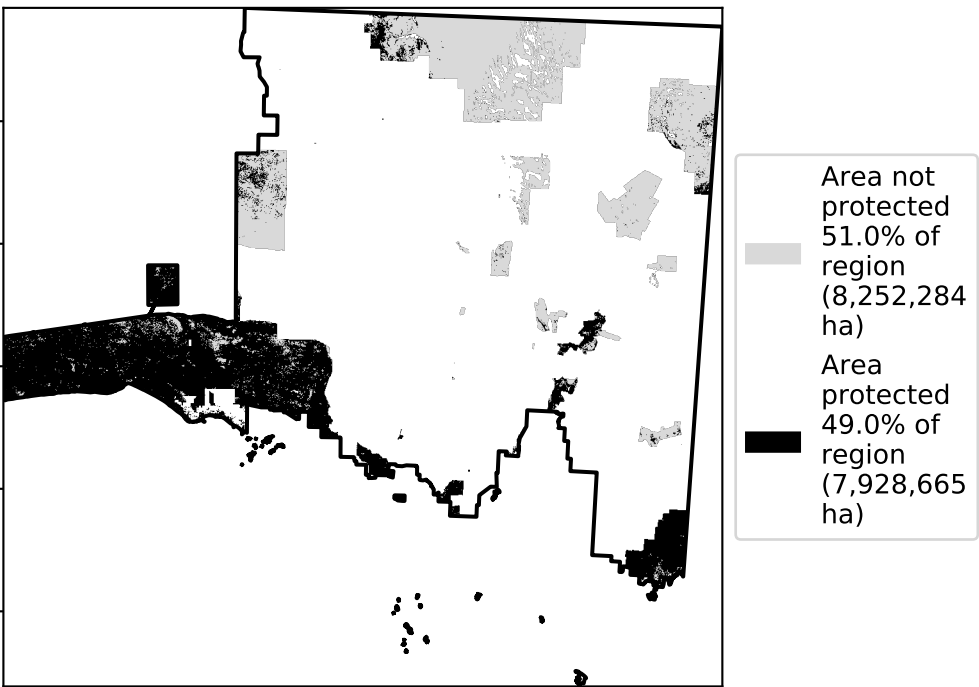 Area not
protected
51.0% of
region
(8,252,284
ha)
Area
protected
49.0% of
region
(7,928,665
ha)